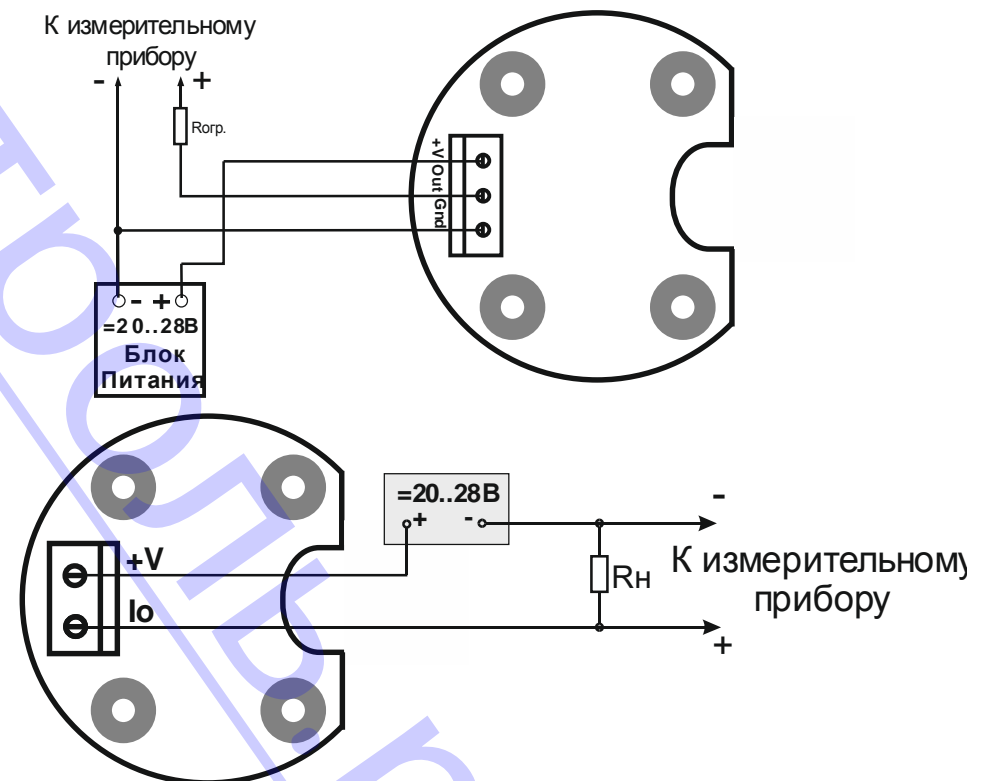 К измерительному
прибору
- +
Rогр.
+V Out Gnd
- +
=20..28В
Блок
Питания
=20..28В
+ -
+V
Io
Rн
-
К измерительному
прибору
+